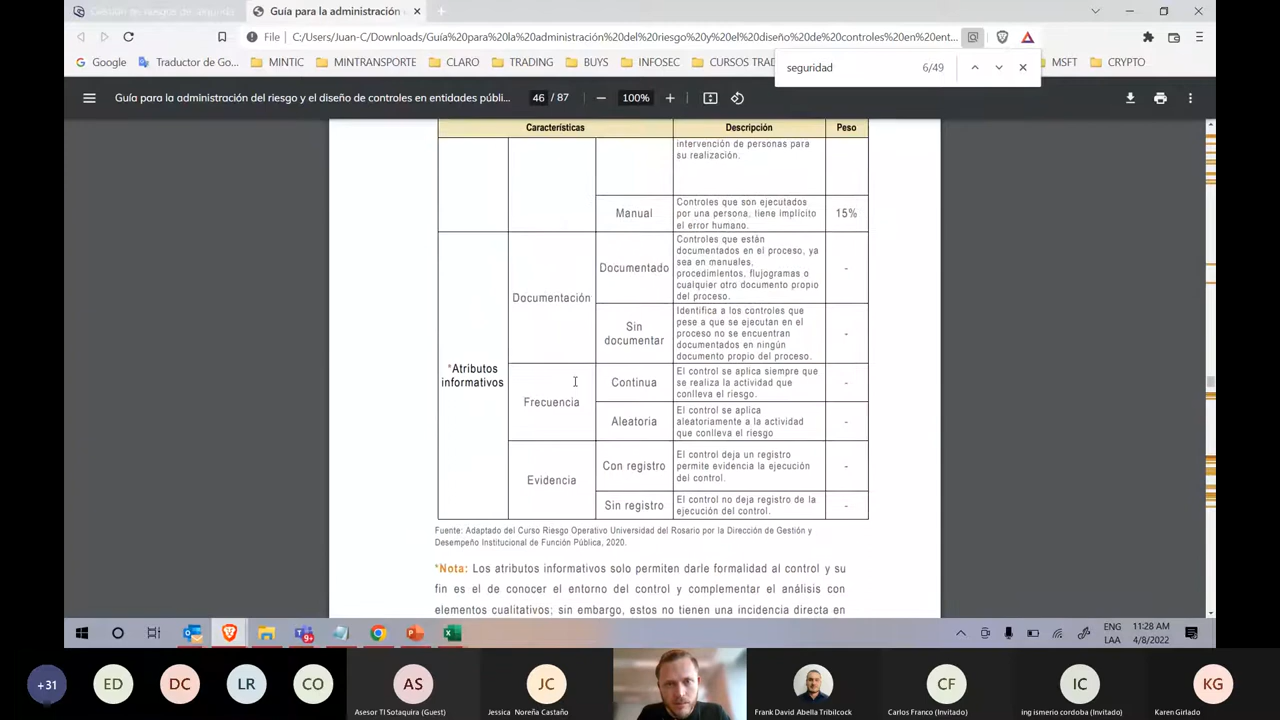 Gestión de riesgos de segunda
Guía para la administración
File
C:/Users/Juan-C/Downloads/Guía%20para%20la%20administración%20del%20riesgo%20y%20el%20diseño%20de%20controles%20en%20ent...
Google
Traductor de Go...
MINTIC
MINTRANSPORTE
CLARO
TRADING
BUYS
INFOSEC
CURSOS TRAD
MSFT
CRYPTO
seguridad
6/49
Guía para la administración del riesgo y el diseño de controles en entidades públi...
46 / 87
100%
Características
Descripción
Peso
intervención de personas para
su realización.
Manual
Controles que son ejecutados
por una persona, tiene implícito
el error humano.
15%
*Atributos
informativos
Documentación
Documentado
Controles que están
documentados en el proceso, ya
sea en manuales,
procedimientos, flujogramas o
cualquier otro documento propio
del proceso.
-
Sin
documentar
Identifica a los controles que
pese a que se ejecutan en el
proceso no se encuentran
documentados en ningún
documento propio del proceso.
-
Frecuencia
Continua
El control se aplica siempre que
se realiza la actividad que
conlleva el riesgo.
-
Aleatoria
El control se aplica
aleatoriamente a la actividad
que conlleva el riesgo
-
Evidencia
Con registro
El control deja un registro
permite evidencia la ejecución
del control.
-
Sin registro
El control no deja registro de la
ejecución del control.
-
Fuente: Adaptado del Curso Riesgo Operativo Universidad del Rosario por la Dirección de Gestión y
Desempeño Institucional de Función Pública, 2020.
*Nota: Los atributos informativos solo permiten darle formalidad al control y su
fin es el de conocer el entorno del control y complementar el análisis con
elementos cualitativos; sin embargo, estos no tienen una incidencia directa en
9+
ENG
LAA
11:28 AM
4/8/2022
+31
ED
DC
LR
CO
AS
Asesor TI Sotaquira (Guest)
JC
Jessica Noreña Castaño
Frank David Abella Tribilcock
CF
Carlos Franco (Invitado)
IC
ing ismerio cordoba (Invitado)
KG
Karen Girlado